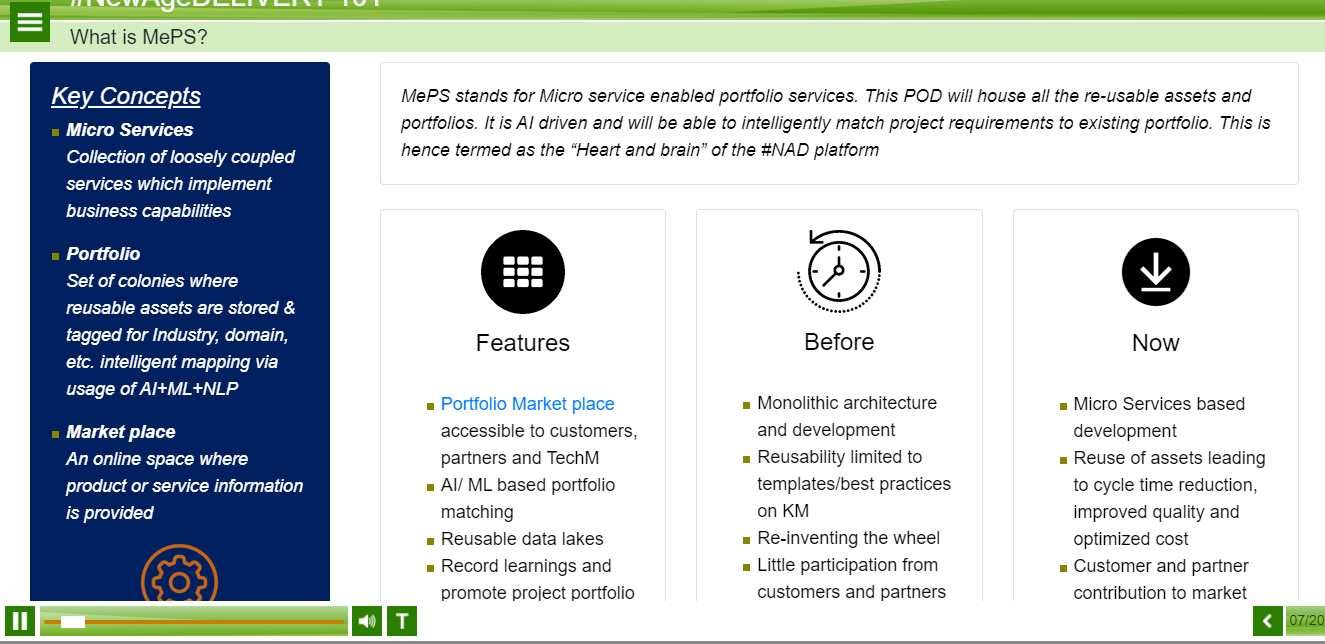 #NewAgeDELIVERY 101
What is MePS?
Key Concepts
Micro Services
Collection of loosely coupled
services which implement
business capabilities
Portfolio
Set of colonies where
reusable assets are stored &
tagged for Industry, domain,
etc. intelligent mapping via
usage of AI+ML+NLP
Market place
An online space where
product or service information
is provided
MePS stands for Micro service enabled portfolio services. This POD will house all the re-usable assets and
portfolios. It is AI driven and will be able to intelligently match project requirements to existing portfolio. This is
hence termed as the “Heart and brain” of the #NAD platform
Features
Portfolio Market place
accessible to customers,
partners and TechM
AI/ ML based portfolio
matching
Reusable data lakes
Record learnings and
promote project portfolio
Before
Monolithic architecture
and development
Reusability limited to
templates/best practices
on KM
Re-inventing the wheel
Little participation from
customers and partners
Now
Micro Services based
development
Reuse of assets leading
to cycle time reduction,
improved quality and
optimized cost
Customer and partner
contribution to market
T
07/20